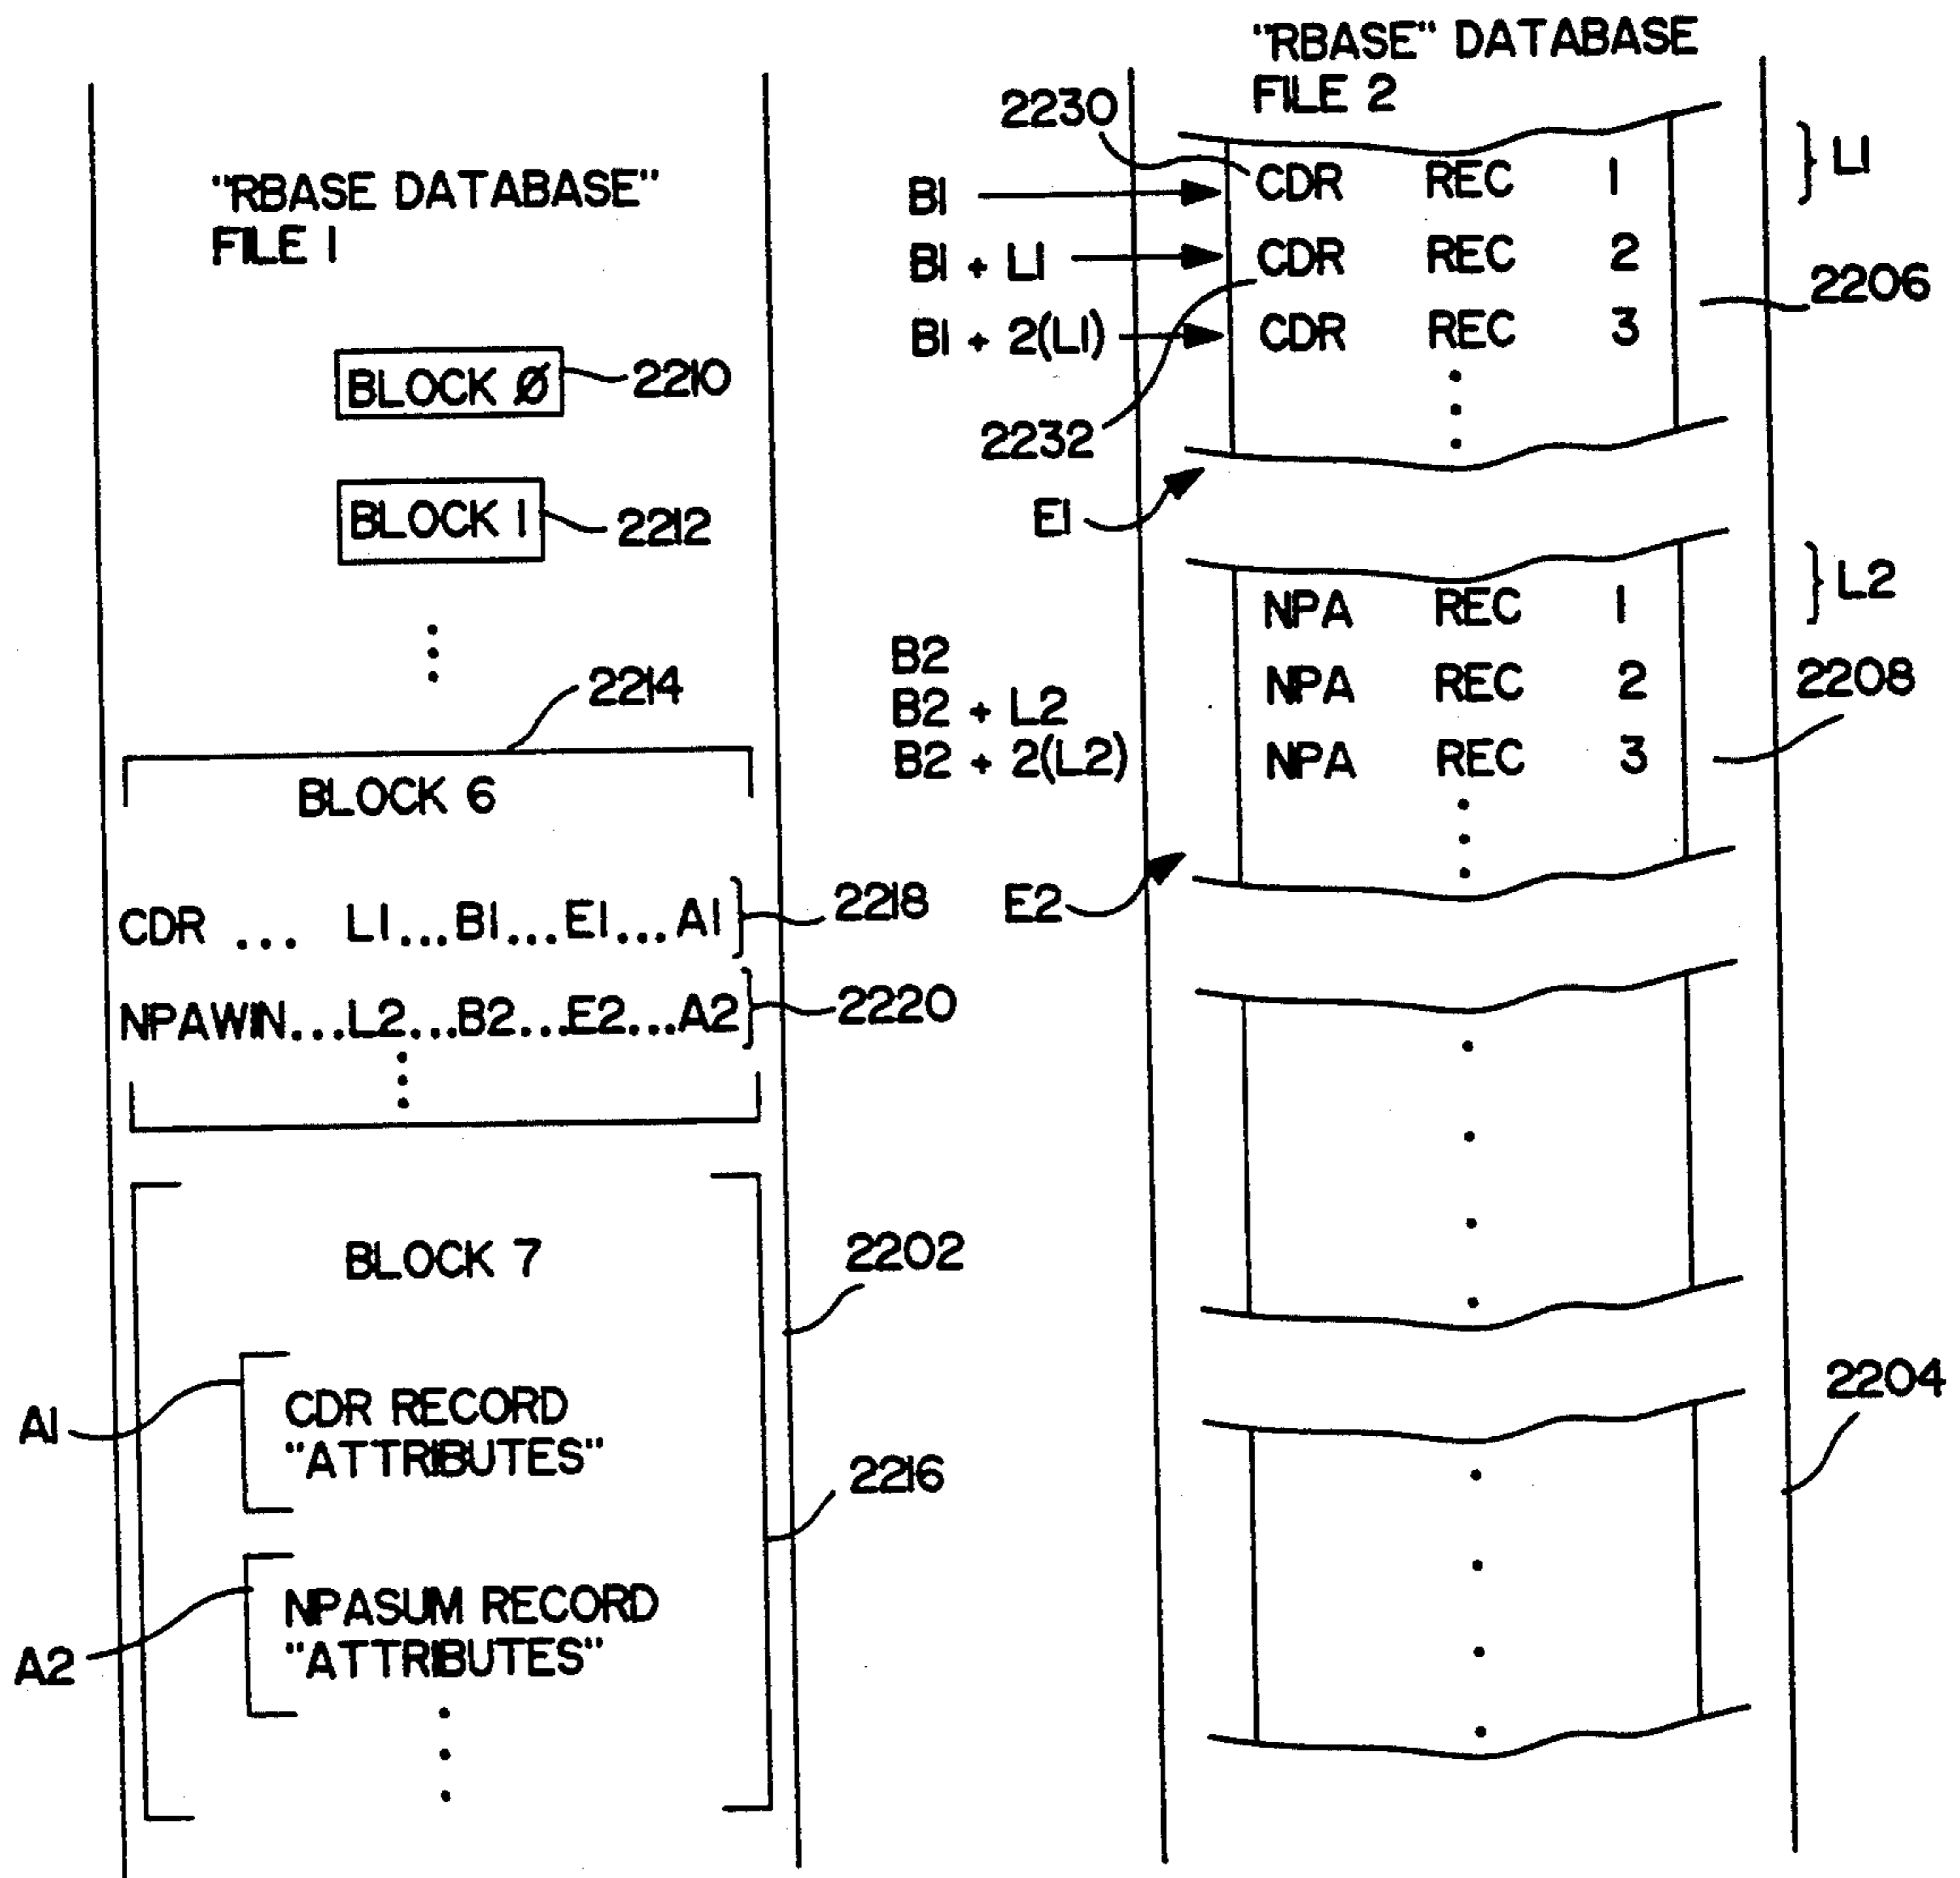 "RBASE DATABASE"
FILE 1
BLOCK Ø
2210
BLOCK 1
2212
2214
BLOCK 6
CDR ... L1...B1...E1...A1
2218
NPAWIN...L2...B2...E2...A2
2220
BLOCK 7
2202
A1
CDR RECORD
"ATTRIBUTES"
2216
A2
NPASUM RECORD
"ATTRIBUTES"
"RBASE" DATABASE
FILE 2
2230
B1
CDR REC 1
L1
B1 + L1
CDR REC 2
2206
B1 + 2(L1)
CDR REC 3
2232
E1
NPA REC 1
L2
B2
NPA REC 2
2208
B2 + L2
B2 + 2(L2)
NPA REC 3
E2
2204